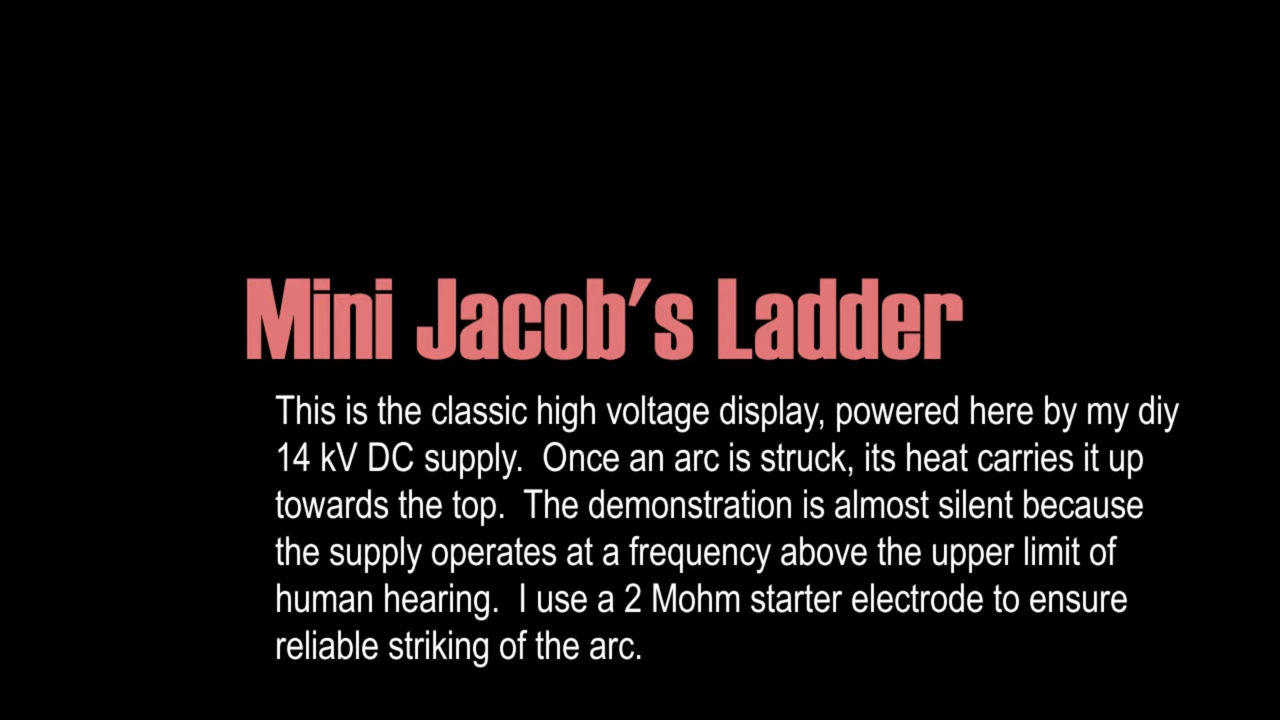 Mini Jacob's Ladder
This is the classic high voltage display, powered here by my diy
14 kV DC supply.  Once an arc is struck, its heat carries it up
towards the top.  The demonstration is almost silent because
the supply operates at a frequency above the upper limit of
human hearing.  I use a 2 Mohm starter electrode to ensure
reliable striking of the arc.